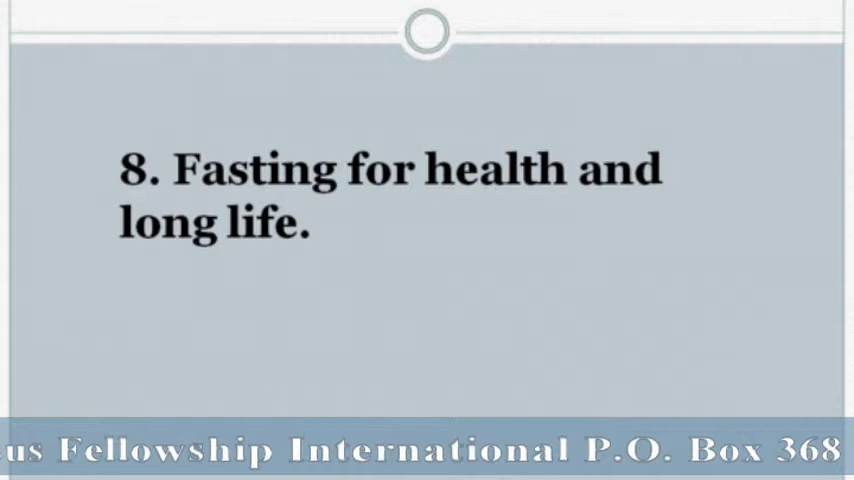 8. Fasting for health and
long life.
Fellowship International P.O. Box 368